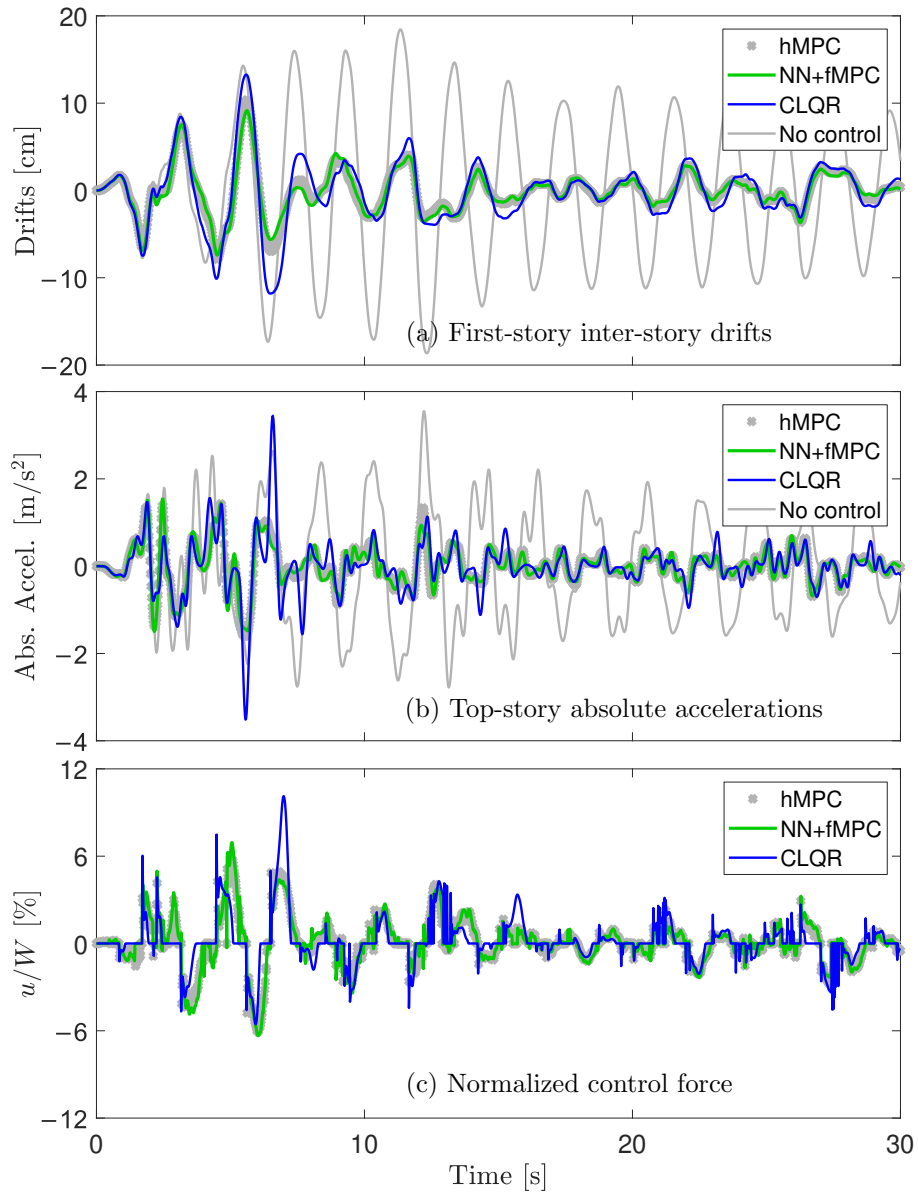 20
10
0
−10
−20
Drifts [cm]
hMPC
NN+fMPC
CLQR
No control
(a) First-story inter-story drifts
4
2
0
−2
−4
Abs. Accel. [m/s²]
hMPC
NN+fMPC
CLQR
No control
(b) Top-story absolute accelerations
12
6
0
−6
−12
u/W [%]
hMPC
NN+fMPC
CLQR
(c) Normalized control force
0 10 20 30
Time [s]